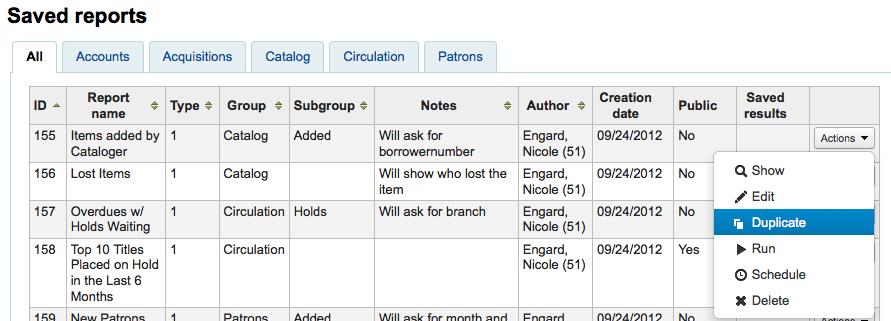 Saved reports
All Accounts Acquisitions Catalog Circulation Patrons
ID Report name Type Group Subgroup Notes Author Creation date Public Saved results
155 Items added by Cataloger 1 Catalog Added Will ask for borrowernumber Engard, Nicole (51) 09/24/2012 No Actions
156 Lost Items 1 Catalog Will show who lost the item Engard, Nicole (51) 09/24/2012 No
157 Overdues w/ Holds Waiting 1 Circulation Holds Will ask for branch Engard, Nicole (51) 09/24/2012 No
158 Top 10 Titles Placed on Hold in the Last 6 Months 1 Circulation Engard, Nicole (51) 09/24/2012 Yes
159 New Patrons 1 Patrons Added Will ask for month and Engard, 09/24/2012 No Actions
Show
Edit
Duplicate
Run
Schedule
Delete